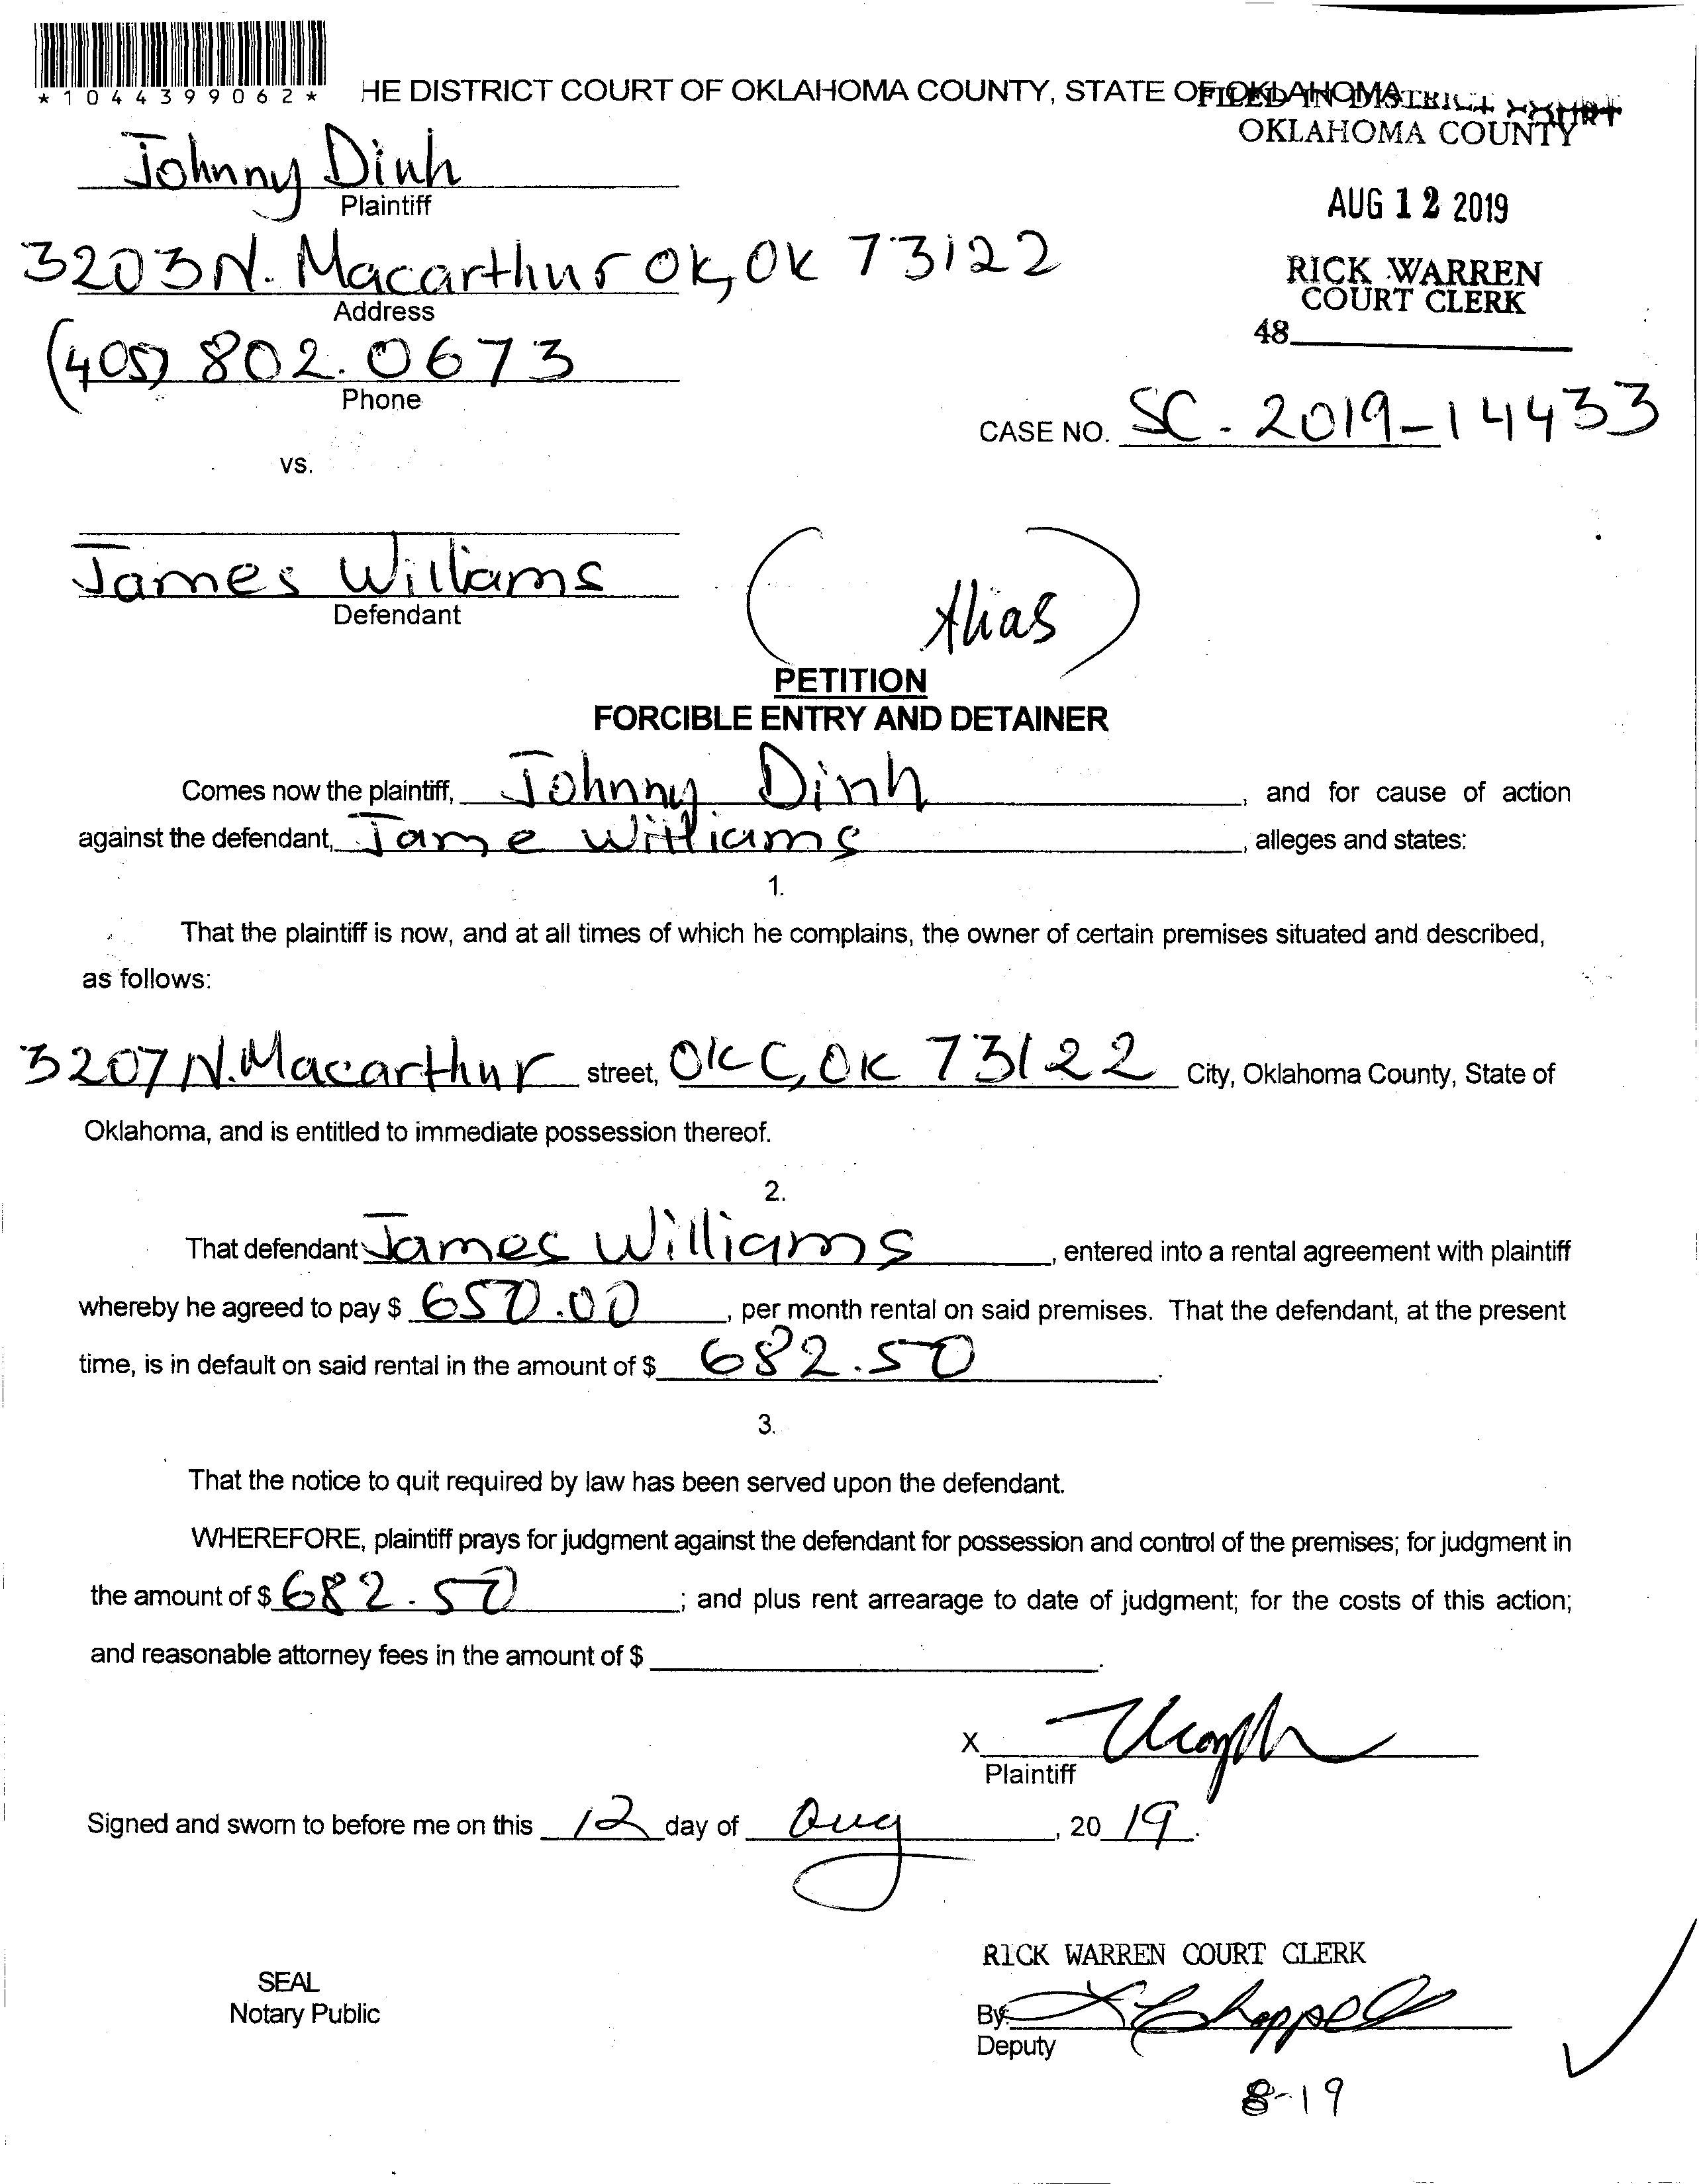 *1044399062*
HE DISTRICT COURT OF OKLAHOMA COUNTY, STATE OF OKLAHOMA
FILED IN DISTRICT COURT
OKLAHOMA COUNTY
Johnny Dinh
Plaintiff
AUG 12 2019
3203 N. Macarthur OK, OK 73122
Address
RICK WARREN
COURT CLERK
48
(405) 802.0673
Phone
CASE NO. SC - 2019-14433
vs.
James Williams
Defendant
(Alias)
PETITION
FORCIBLE ENTRY AND DETAINER
Comes now the plaintiff, Johnny Dinh, and for cause of action
against the defendant, Jame Williams, alleges and states:
1.
That the plaintiff is now, and at all times of which he complains, the owner of certain premises situated and described,
as follows:
3207 N. Macarthur street, OKC, OK 73122 City, Oklahoma County, State of
Oklahoma, and is entitled to immediate possession thereof.
2.
That defendant James Williams, entered into a rental agreement with plaintiff
whereby he agreed to pay $ 650.00, per month rental on said premises. That the defendant, at the present
time, is in default on said rental in the amount of $ 682.50.
3.
That the notice to quit required by law has been served upon the defendant.
WHEREFORE, plaintiff prays for judgment against the defendant for possession and control of the premises; for judgment in
the amount of $ 682.50; and plus rent arrearage to date of judgment; for the costs of this action;
and reasonable attorney fees in the amount of $ .
X
Plaintiff
Signed and sworn to before me on this 12 day of Aug, 20 19.
RICK WARREN COURT CLERK
SEAL
Notary Public
By: Chappell
Deputy
8-19